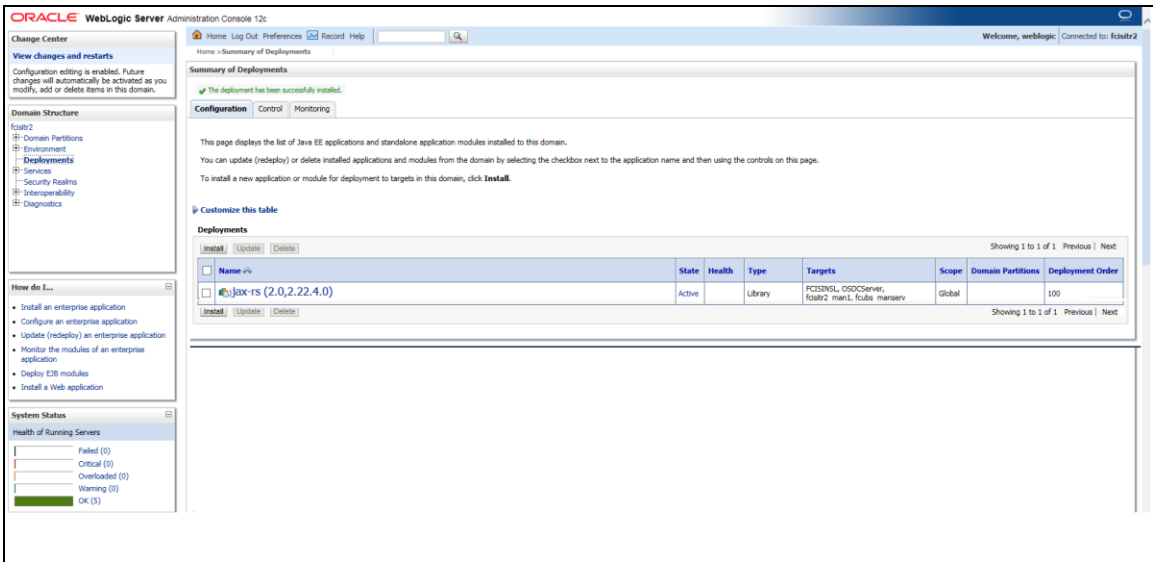 ORACLE WebLogic Server Administration Console 12c
Change Center
View changes and restarts
Configuration editing is enabled. Future
changes will automatically be activated as you
modify, add or delete items in this domain.
Domain Structure
fcisitr2
Domain Partitions
Environment
Deployments
Services
Security Realms
Interoperability
Diagnostics
How do I...
Install an enterprise application
Configure an enterprise application
Update (redeploy) an enterprise application
Monitor the modules of an enterprise
application
Deploy EJB modules
Install a Web application
System Status
Health of Running Servers
Failed (0)
Critical (0)
Overloaded (0)
Warning (0)
OK (5)
Home Log Out Preferences Record Help
Welcome, weblogic Connected to: fcisitr2
Home >Summary of Deployments
Summary of Deployments
The deployment has been successfully installed.
Configuration Control Monitoring
This page displays the list of Java EE applications and standalone application modules installed to this domain.
You can update (redeploy) or delete installed applications and modules from the domain by selecting the checkbox next to the application name and then using the controls on this page.
To install a new application or module for deployment to targets in this domain, click Install.
Customize this table
Deployments
Install Update Delete Showing 1 to 1 of 1 Previous | Next
Name State Health Type Targets Scope Domain Partitions Deployment Order
jax-rs (2.0,2.22.4.0) Active Library FCISINSL, OSDCServer, Global 100
fcisitr2_man1, fcubs_manserv
Install Update Delete Showing 1 to 1 of 1 Previous | Next